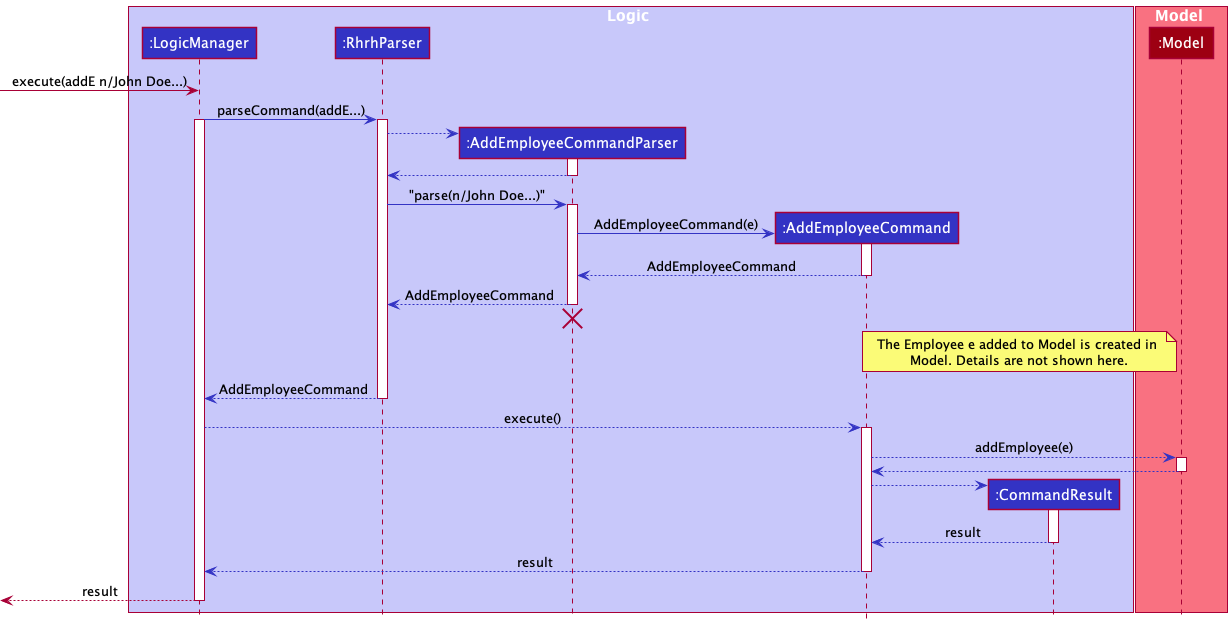 Logic
Model
:LogicManager
:RhrhParser
:Model
execute(addE n/John Doe...)
parseCommand(addE...)
:AddEmployeeCommandParser
"parse(n/John Doe...)"
AddEmployeeCommand(e)
:AddEmployeeCommand
AddEmployeeCommand
AddEmployeeCommand
The Employee e added to Model is created in
Model. Details are not shown here.
AddEmployeeCommand
execute()
addEmployee(e)
:CommandResult
result
result
result